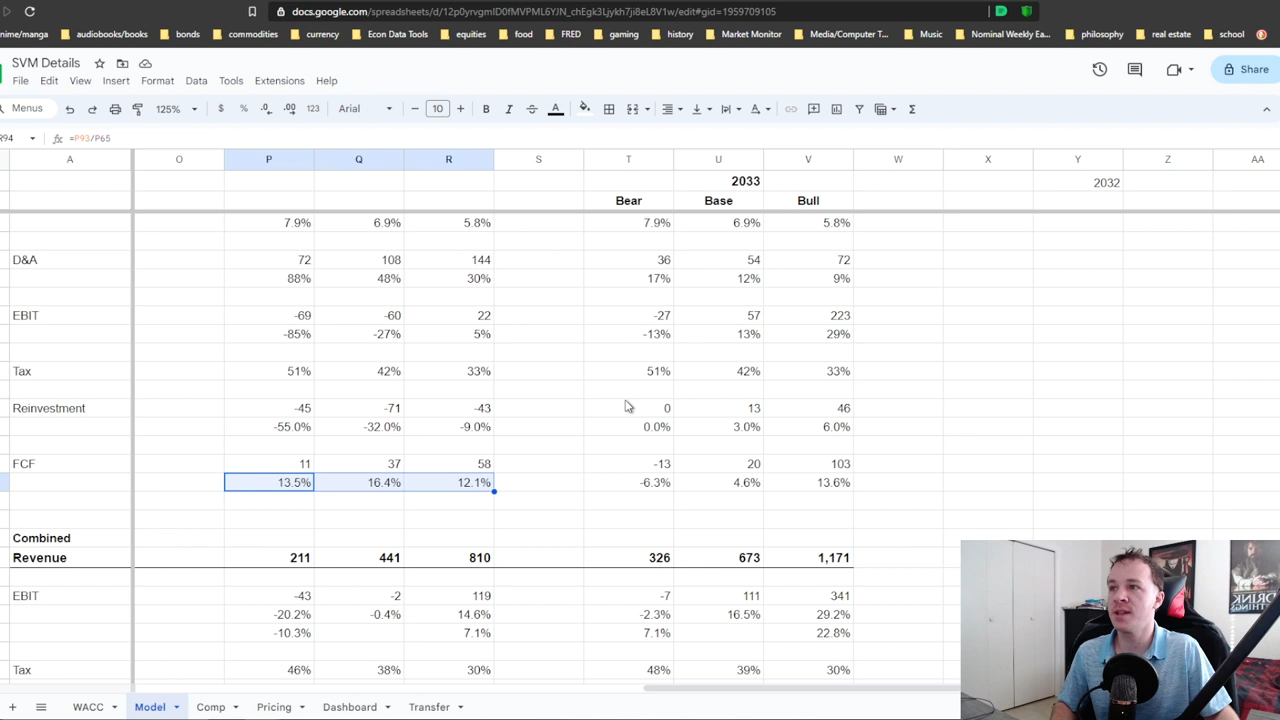 docs.google.com/spreadsheets/d/12p0yrvgmID0fMVPML6YJN_chEgk3Ljykh7ji8eL8V1w/edit#gid=1959709105
nime/manga audiobooks/books bonds commodities currency Econ Data Tools equities food FRED gaming history Market Monitor Media/Computer T... Music Nominal Weekly Ea... philosophy real estate school
SVM Details
File Edit View Insert Format Data Tools Extensions Help
Share
Menus 125% $ % .0 .00 123 Arial 10 B I A
R94 fx =P93/P65
A O P Q R S T U V W X Y Z AA
2033 2032
Bear Base Bull
7.9% 6.9% 5.8% 7.9% 6.9% 5.8%
D&A 72 108 144 36 54 72
88% 48% 30% 17% 12% 9%
EBIT -69 -60 22 -27 57 223
-85% -27% 5% -13% 13% 29%
Tax 51% 42% 33% 51% 42% 33%
Reinvestment -45 -71 -43 0 13 46
-55.0% -32.0% -9.0% 0.0% 3.0% 6.0%
FCF 11 37 58 -13 20 103
13.5% 16.4% 12.1% -6.3% 4.6% 13.6%
Combined
Revenue 211 441 810 326 673 1,171
EBIT -43 -2 119 -7 111 341
-20.2% -0.4% 14.6% -2.3% 16.5% 29.2%
-10.3% 7.1% 7.1% 22.8%
Tax 46% 38% 30% 48% 39% 30%
WACC Model Comp Pricing Dashboard Transfer
DRINK
THINGS